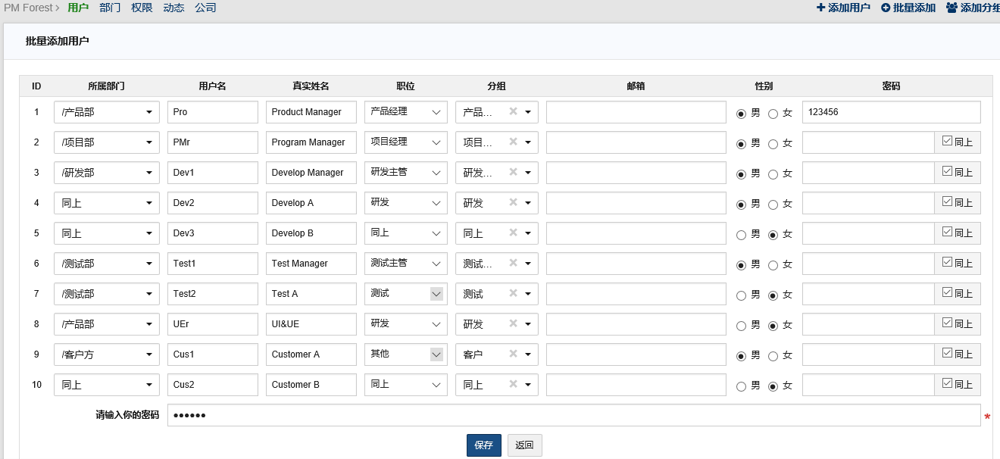 PM Forest > 用户 部门 权限 动态 公司 添加用户 批量添加 添加分组
批量添加用户
ID 所属部门 用户名 真实姓名 职位 分组 邮箱 性别 密码
1 /产品部 Pro Product Manager 产品经理 产品... 男 女 123456
2 /项目部 PMr Program Manager 项目经理 项目... 男 女 同上
3 /研发部 Dev1 Develop Manager 研发主管 研发... 男 女 同上
4 同上 Dev2 Develop A 研发 研发 男 女 同上
5 同上 Dev3 Develop B 同上 同上 男 女 同上
6 /测试部 Test1 Test Manager 测试主管 测试... 男 女 同上
7 /测试部 Test2 Test A 测试 测试 男 女 同上
8 /产品部 UEr UI&UE 研发 研发 男 女 同上
9 /客户方 Cus1 Customer A 其他 客户 男 女 同上
10 同上 Cus2 Customer B 同上 同上 男 女 同上
请输入你的密码 •••••• *
保存 返回